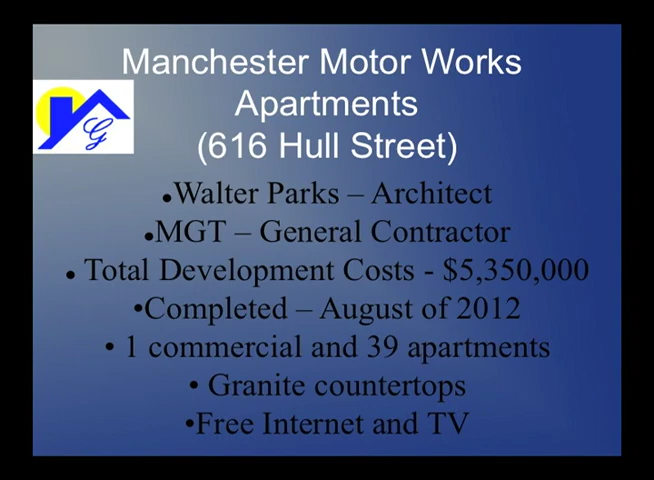 Manchester Motor Works
Apartments
(616 Hull Street)
G
•Walter Parks – Architect
•MGT – General Contractor
• Total Development Costs - $5,350,000
•Completed – August of 2012
• 1 commercial and 39 apartments
• Granite countertops
•Free Internet and TV